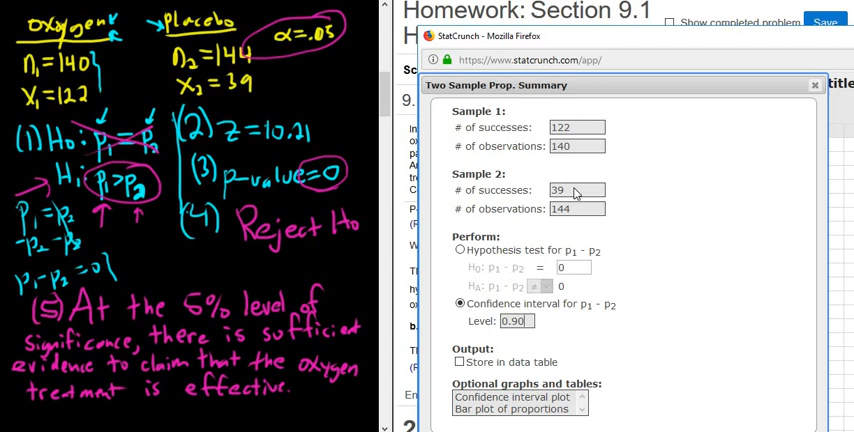 oxygen
placebo
α=.05
n₁=140
x₁=122
n₂=144
x₂=39
(1) H₀: p₁ = p₂
H₁: p₁>p₂
p₁=p₂
-p₂ -p₂
p₁-p₂=0
(2) z=10.21
(3) p-value=0
(4) Reject Ho
(5) At the 5% level of
significance, there is sufficient
evidence to claim that the oxygen
treatment is effective.
Homework: Section 9.1
Show completed problem
Save
StatCrunch - Mozilla Firefox
https://www.statcrunch.com/app/
Two Sample Prop. Summary
Sample 1:
# of successes: 122
# of observations: 140
Sample 2:
# of successes: 39
# of observations: 144
Perform:
Hypothesis test for p₁ - p₂
H₀: p₁ - p₂ = 0
Hₐ: p₁ - p₂ ≠ 0
Confidence interval for p₁ - p₂
Level: 0.90
Output:
Store in data table
Optional graphs and tables:
Confidence interval plot
Bar plot of proportions